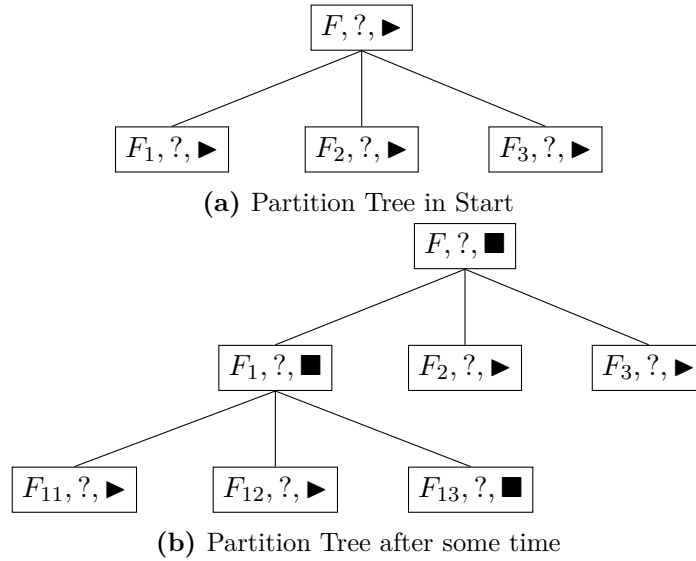 F, ?, ▶
F₁, ?, ▶
F₂, ?, ▶
F₃, ?, ▶
(a) Partition Tree in Start
F, ?, ■
F₁, ?, ■
F₂, ?, ▶
F₃, ?, ▶
F₁₁, ?, ▶
F₁₂, ?, ▶
F₁₃, ?, ■
(b) Partition Tree after some time